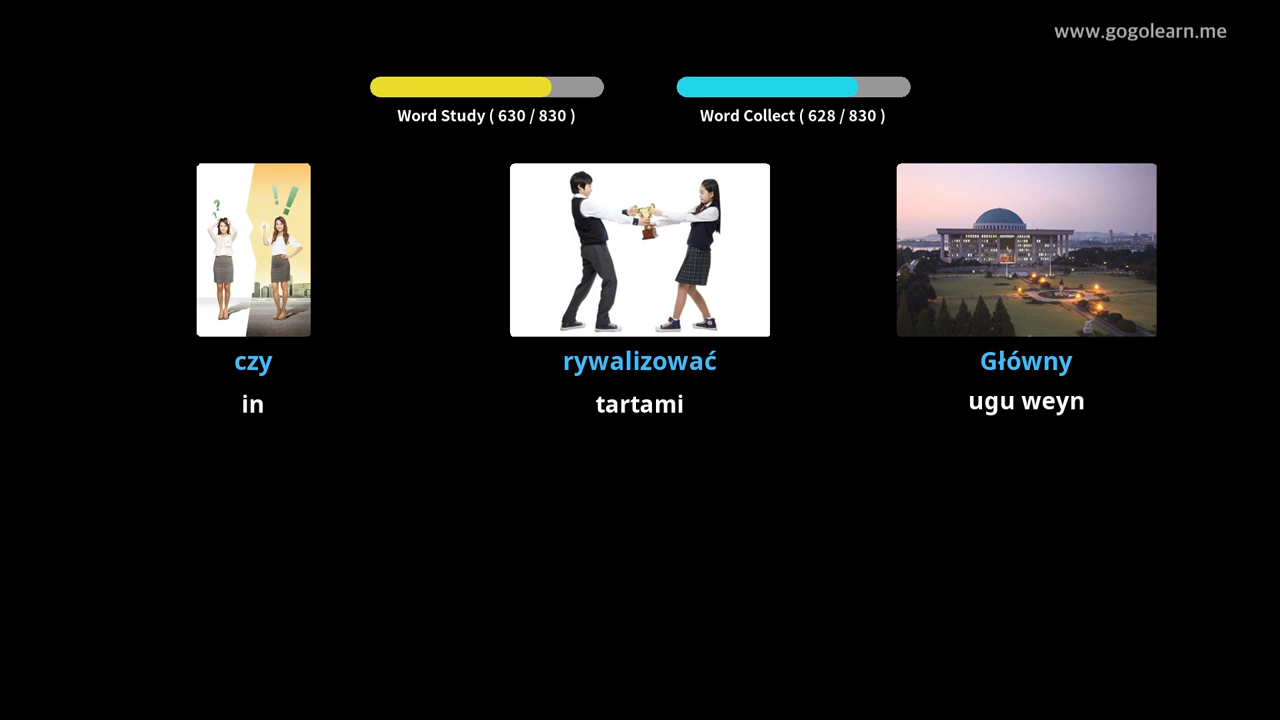 www.gogolearn.me
Word Study ( 630 / 830 )
Word Collect ( 628 / 830 )
czy
in
rywalizować
tartami
Główny
ugu weyn